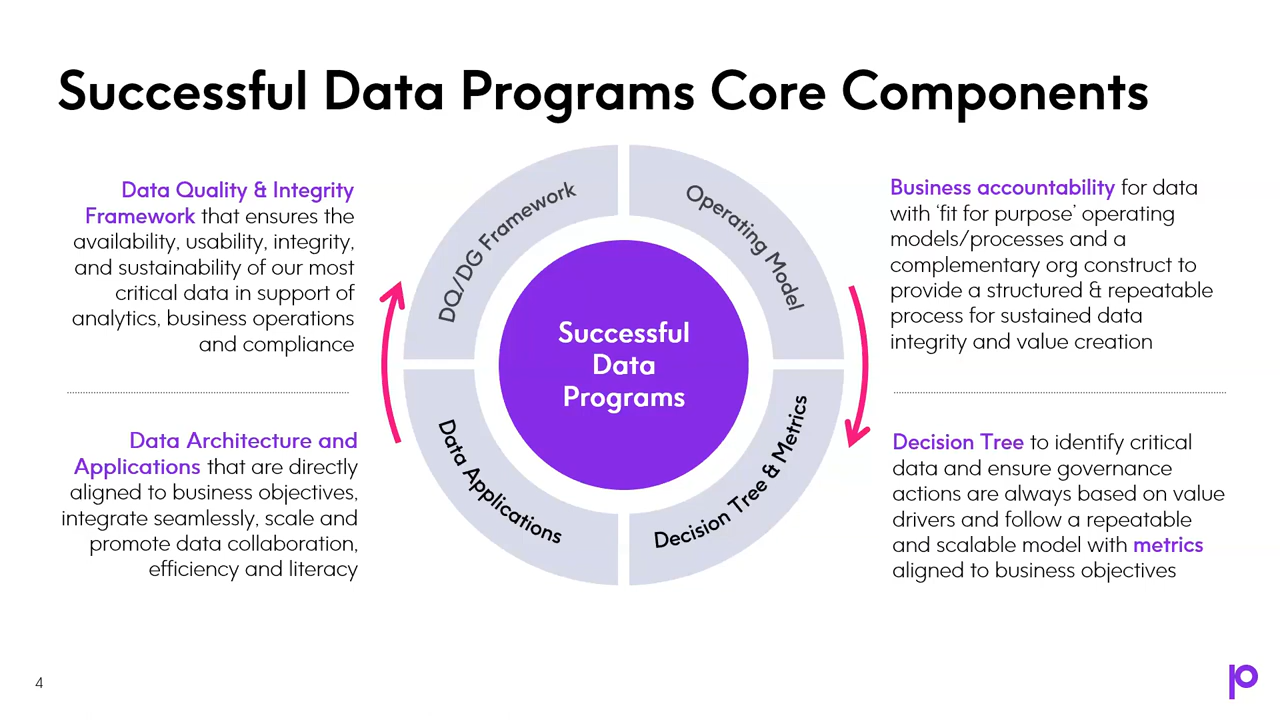 Successful Data Programs Core Components
Data Quality & Integrity
Framework that ensures the
availability, usability, integrity,
and sustainability of our most
critical data in support of
analytics, business operations
and compliance
Data Architecture and
Applications that are directly
aligned to business objectives,
integrate seamlessly, scale and
promote data collaboration,
efficiency and literacy
DQ/DG Framework
Operating Model
Successful
Data
Programs
Data Applications
Decision Tree & Metrics
Business accountability for data
with ‘fit for purpose’ operating
models/processes and a
complementary org construct to
provide a structured & repeatable
process for sustained data
integrity and value creation
Decision Tree to identify critical
data and ensure governance
actions are always based on value
drivers and follow a repeatable
and scalable model with metrics
aligned to business objectives
4